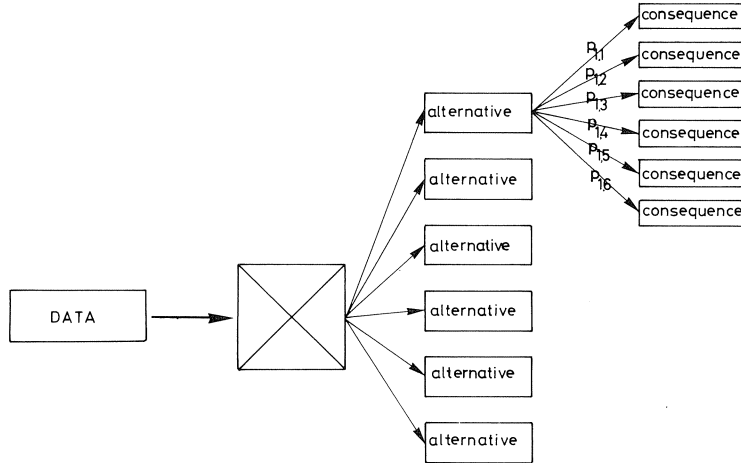 consequence
P1,1
consequence
P1,2
consequence
P1,3
alternative
P1,4
consequence
P1,5
consequence
alternative
P1,6
consequence
alternative
DATA
alternative
alternative
alternative